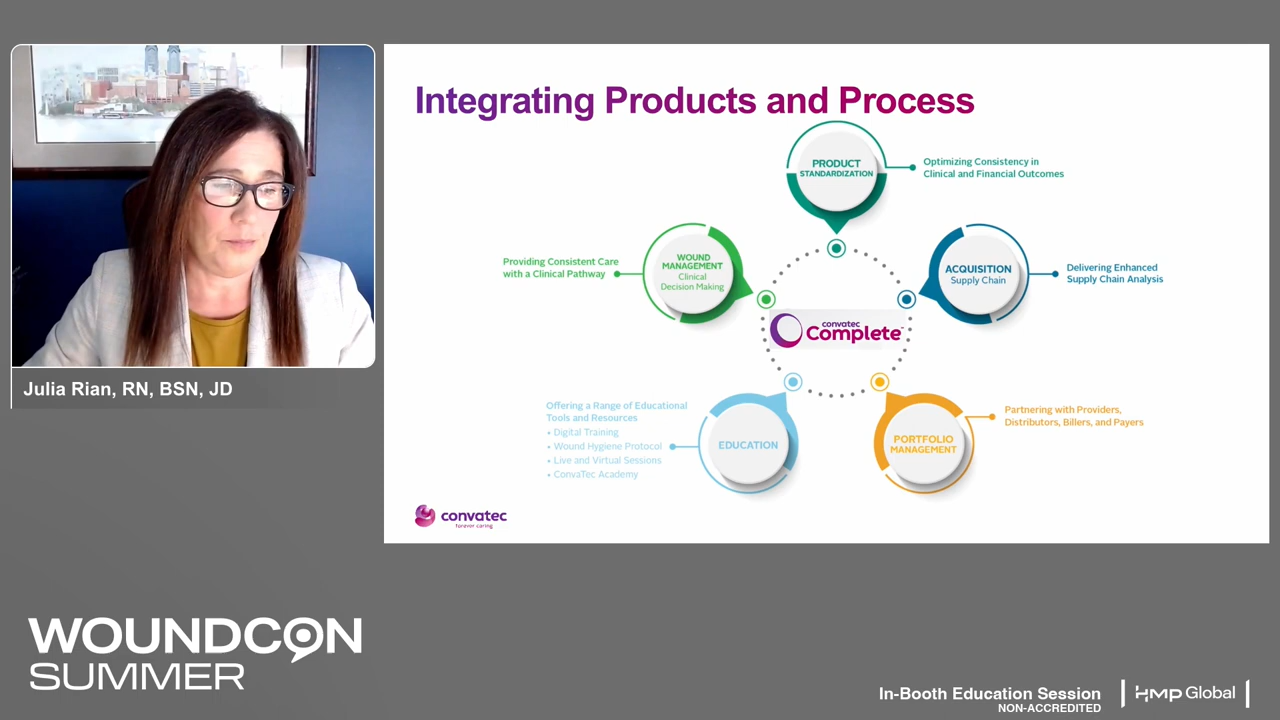 Integrating Products and Process
PRODUCT
STANDARDIZATION
Optimizing Consistency in
Clinical and Financial Outcomes
WOUND
MANAGEMENT
Clinical
Decision Making
Providing Consistent Care
with a Clinical Pathway
ACQUISITION
Supply Chain
Delivering Enhanced
Supply Chain Analysis
convatec
Complete™
Offering a Range of Educational
Tools and Resources
• Digital Training
• Wound Hygiene Protocol
• Live and Virtual Sessions
• ConvaTec Academy
EDUCATION
PORTFOLIO
MANAGEMENT
Partnering with Providers,
Distributors, Billers, and Payers
convatec
forever caring
Julia Rian, RN, BSN, JD
WOUNDCON
SUMMER
In-Booth Education Session
NON-ACCREDITED
HMP Global